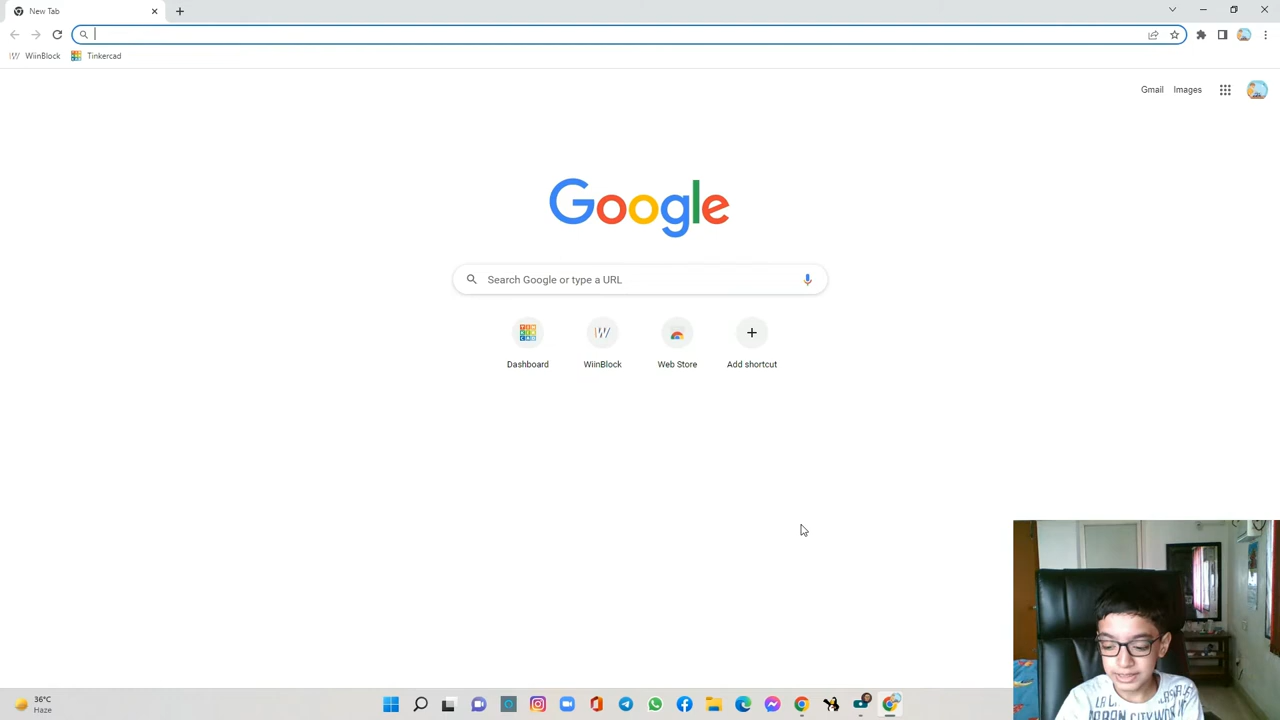 New Tab
WiinBlock Tinkercad
Gmail Images
Google
Search Google or type a URL
Dashboard WiinBlock Web Store Add shortcut
36°C
Haze